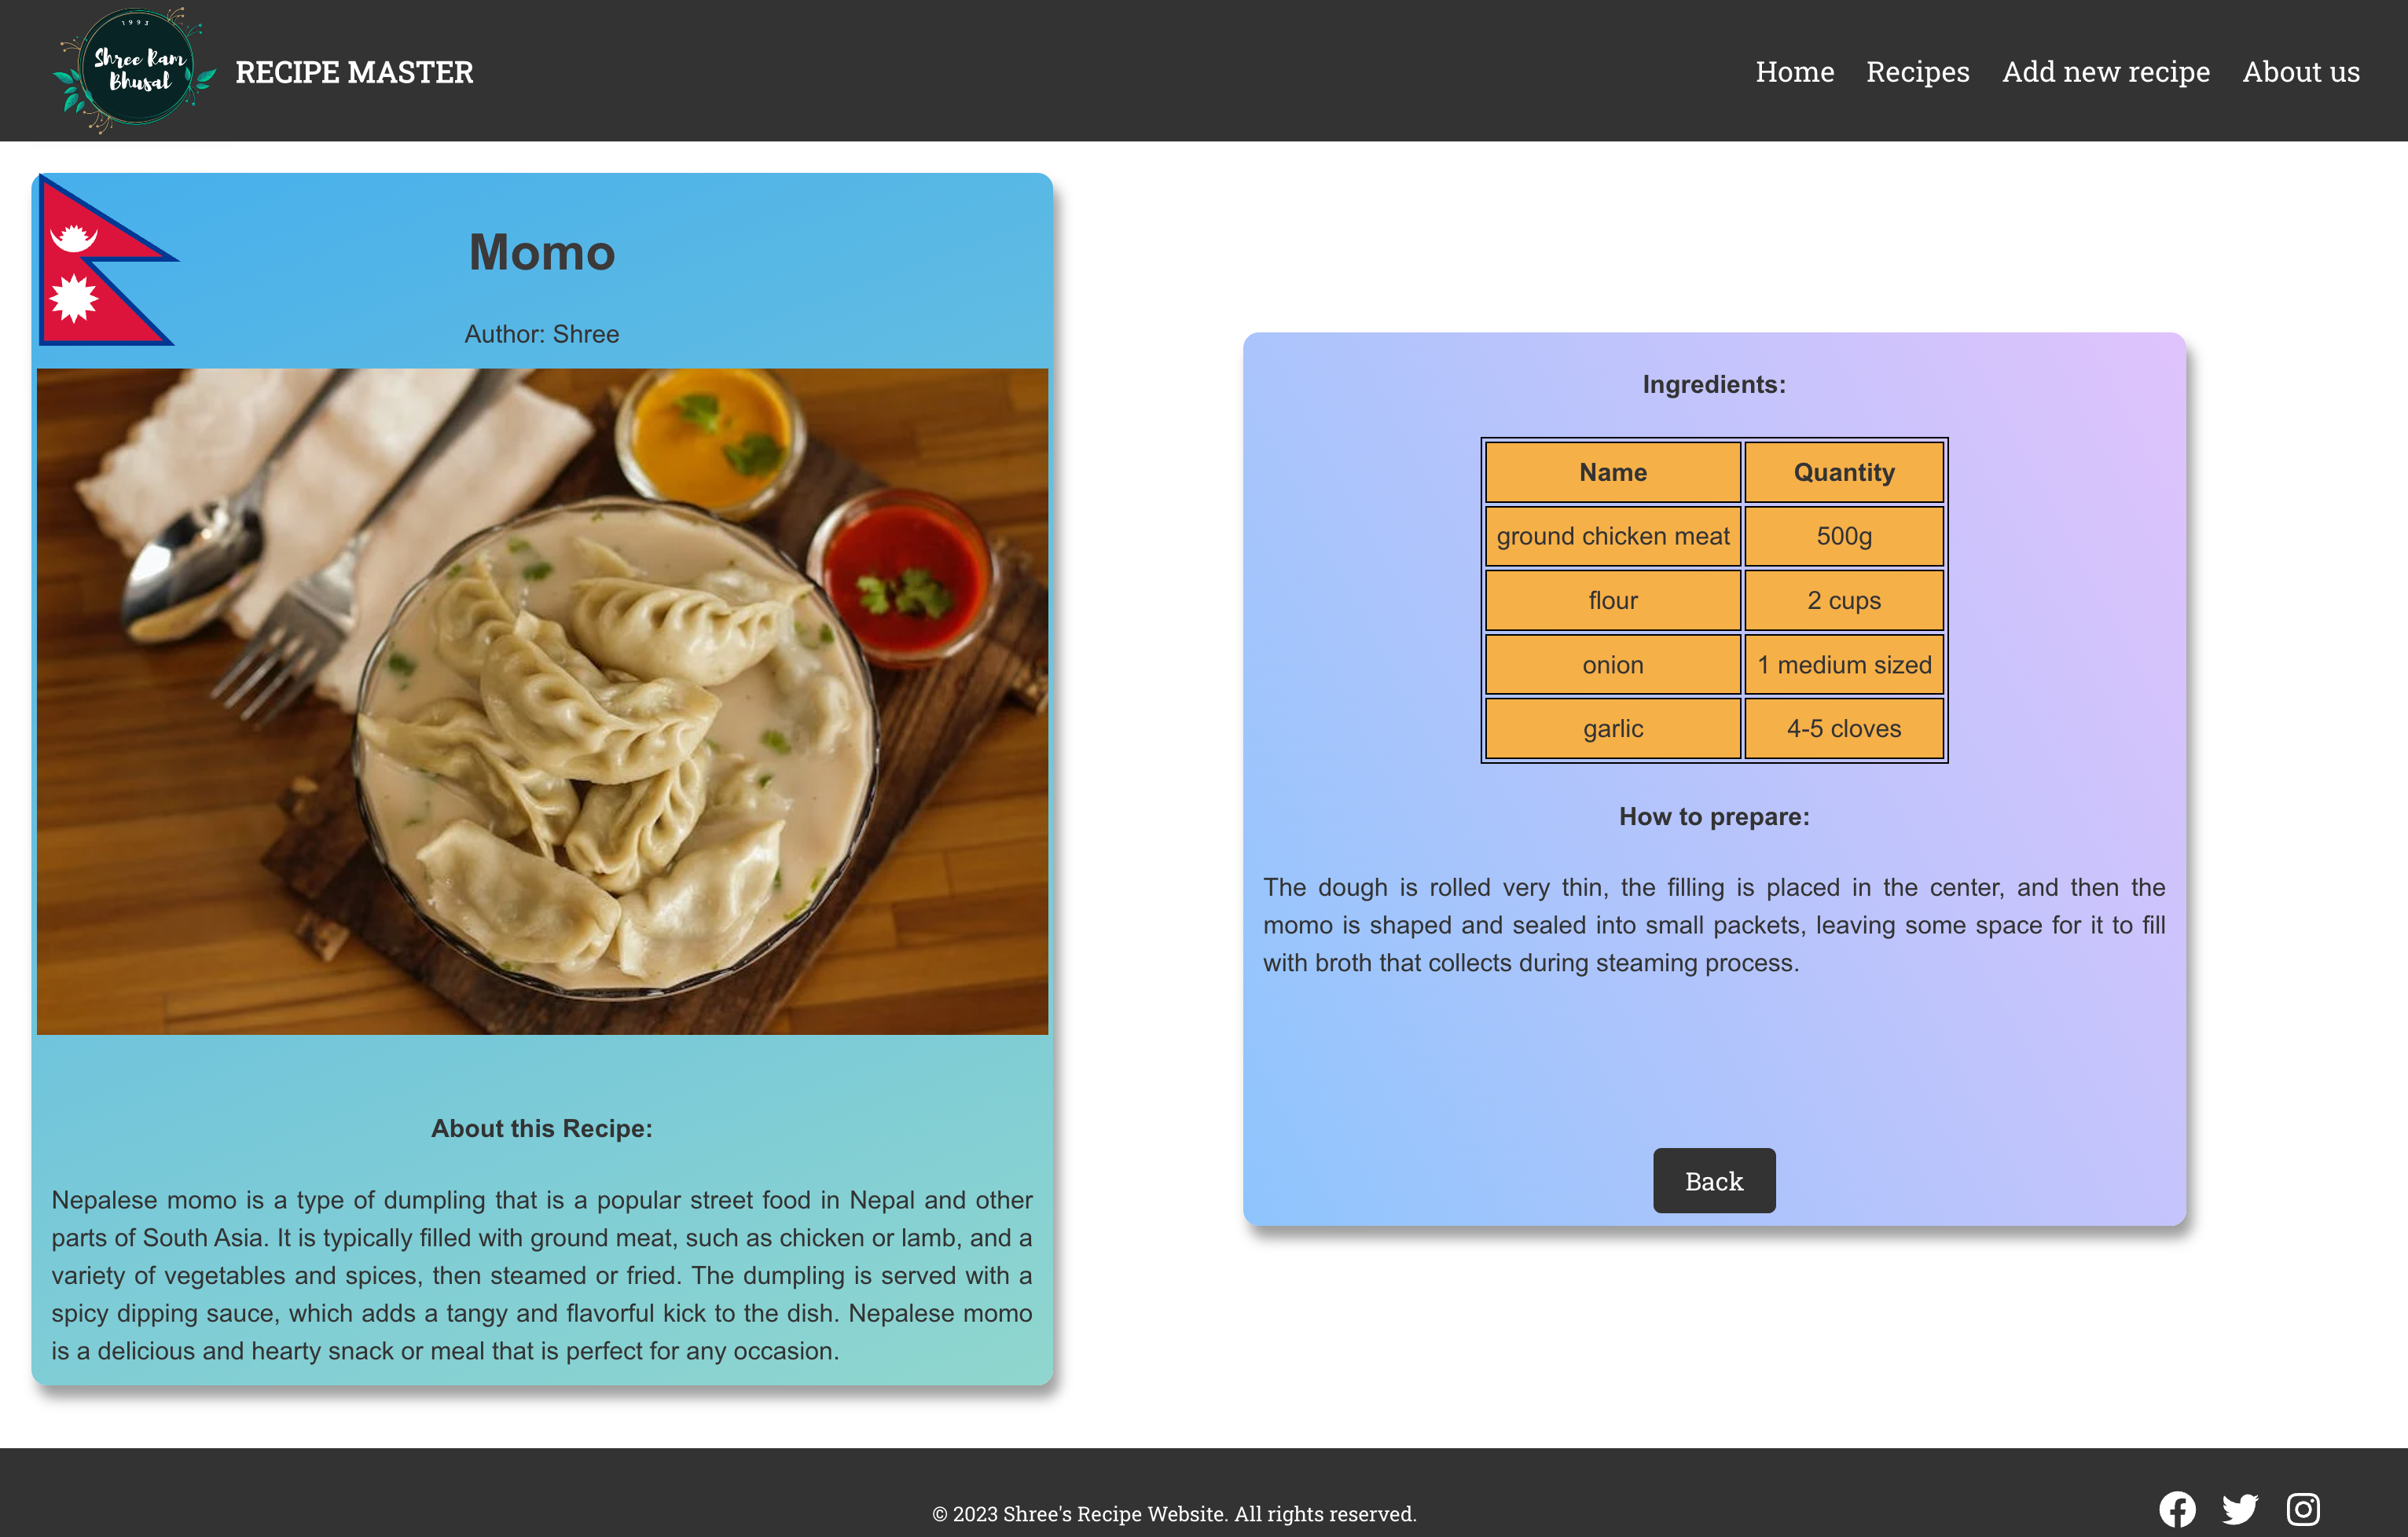 1993
Shree Ram
Bhusal
RECIPE MASTER
Home Recipes Add new recipe About us
Momo
Author: Shree
About this Recipe:
Nepalese momo is a type of dumpling that is a popular street food in Nepal and other
parts of South Asia. It is typically filled with ground meat, such as chicken or lamb, and a
variety of vegetables and spices, then steamed or fried. The dumpling is served with a
spicy dipping sauce, which adds a tangy and flavorful kick to the dish. Nepalese momo
is a delicious and hearty snack or meal that is perfect for any occasion.
Ingredients:
Name Quantity
ground chicken meat 500g
flour 2 cups
onion 1 medium sized
garlic 4-5 cloves
How to prepare:
The dough is rolled very thin, the filling is placed in the center, and then the
momo is shaped and sealed into small packets, leaving some space for it to fill
with broth that collects during steaming process.
Back
© 2023 Shree's Recipe Website. All rights reserved.